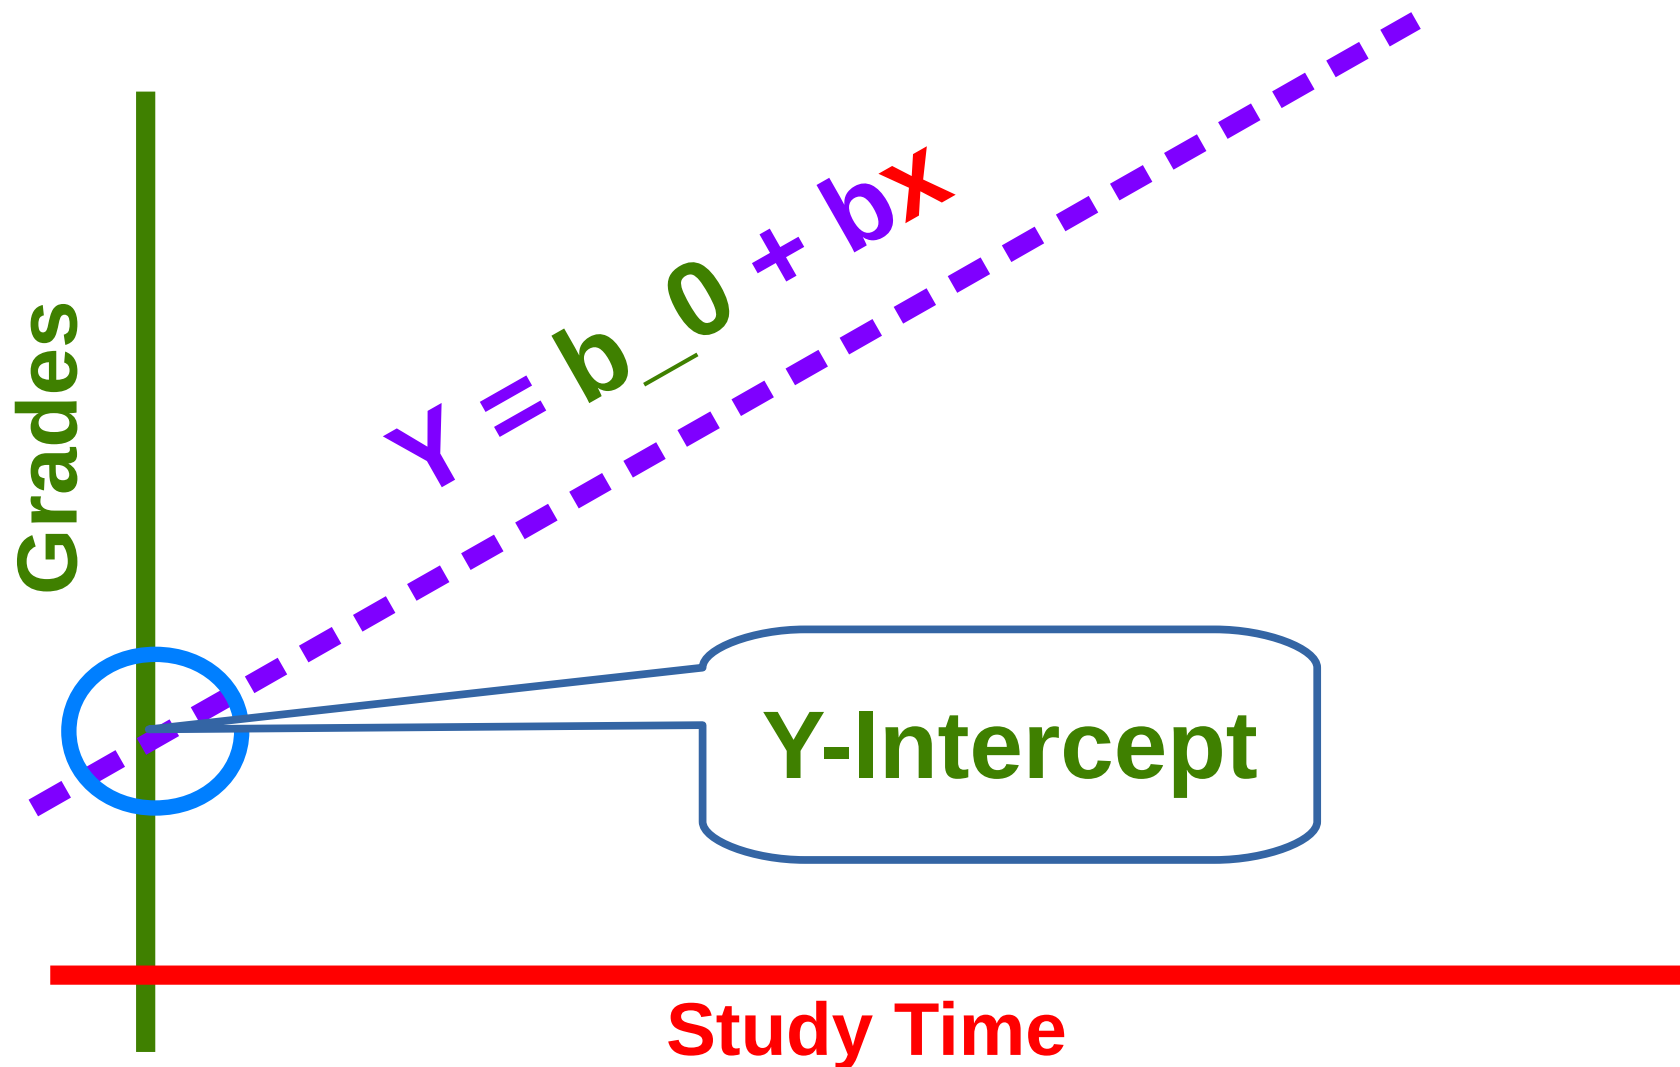 Y = b_0 + bx
Grades
Y-Intercept
Study Time